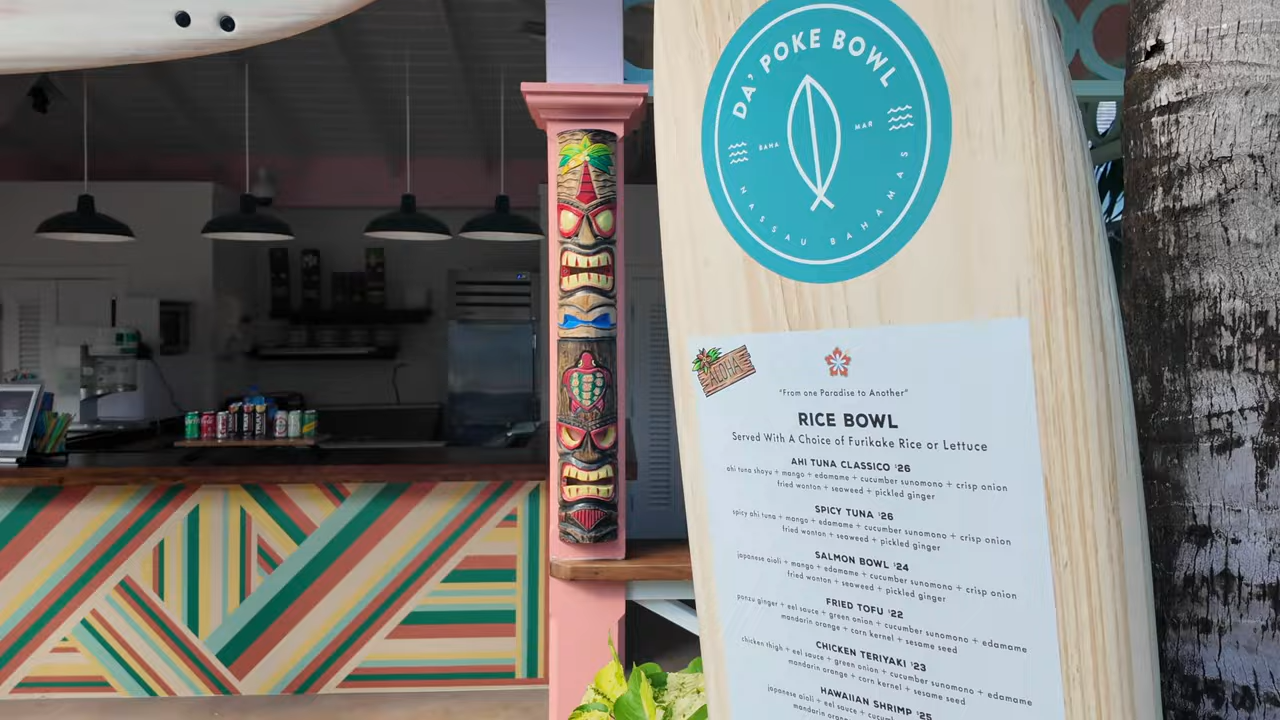 DA' POKE BOWL
BAHA MAR
NASSAU BAHAMAS
ALOHA
"From one Paradise to Another"
RICE BOWL
Served With A Choice of Furikake Rice or Lettuce
AHI TUNA CLASSICO $26
ahi tuna shoyu + mango + edamame + cucumber sunomono + crisp onion
fried wonton + seaweed + pickled ginger
SPICY TUNA $26
spicy ahi tuna + mango + edamame + cucumber sunomono + crisp onion
fried wonton + seaweed + pickled ginger
SALMON BOWL $24
japanese aioli + mango + edamame + cucumber sunomono + crisp onion
fried wonton + seaweed + pickled ginger
FRIED TOFU $22
ponzu ginger + eel sauce + green onion + cucumber sunomono + edamame
mandarin orange + corn kernel + sesame seed
CHICKEN TERIYAKI $23
chicken thigh + eel sauce + green onion + cucumber sunomono + edamame
mandarin orange + corn kernel + sesame seed
HAWAIIAN SHRIMP $25
japanese aioli + eel sauce +